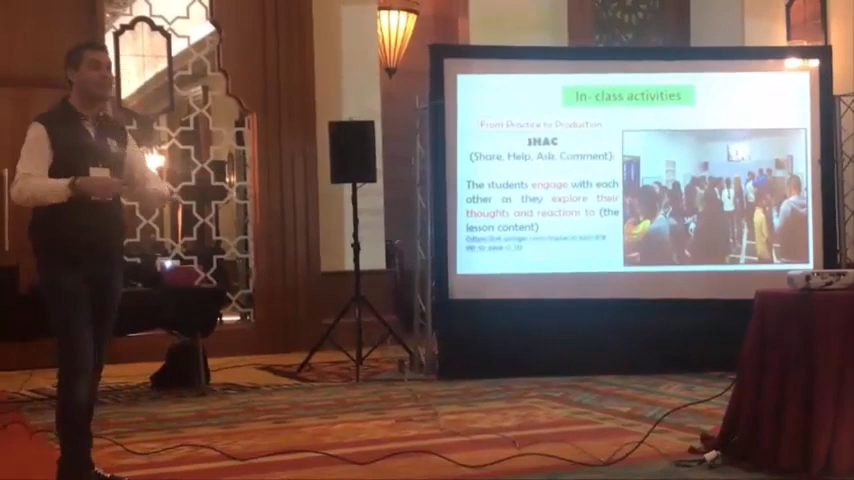 In- class activities
From Practice to Production
SHAC
(Share, Help, Ask, Comment).
The students engage with each
other as they explore their
thoughts and reactions to (the
lesson content)